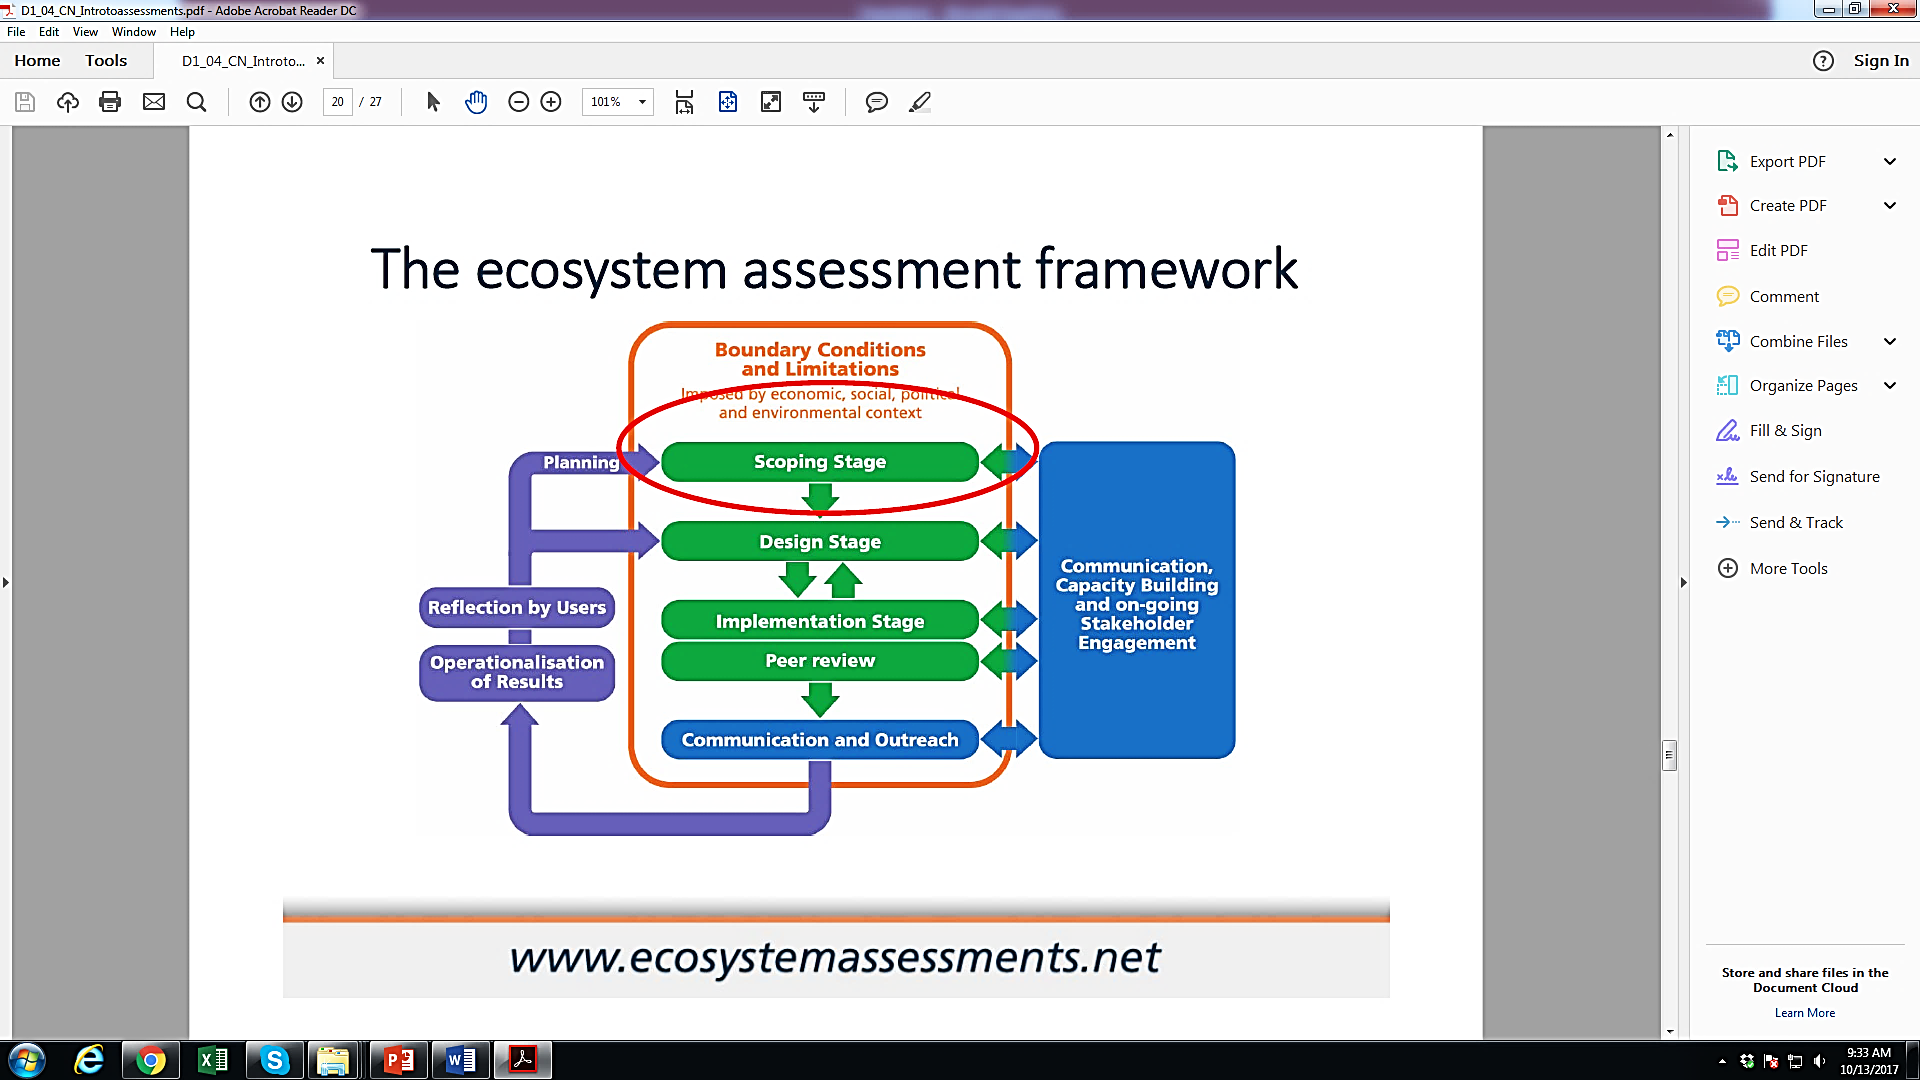 D1_04_CN_Introtoassessments.pdf - Adobe Acrobat Reader DC
File Edit View Window Help
Home Tools D1_04_CN_Introto... × Sign In
20 / 27 101%
The ecosystem assessment framework
Boundary Conditions
and Limitations
Imposed by economic, social, political
and environmental context
Planning
Scoping Stage
Design Stage
Reflection by Users
Operationalisation
of Results
Implementation Stage
Peer review
Communication and Outreach
Communication,
Capacity Building
and on-going
Stakeholder
Engagement
www.ecosystemassessments.net
Export PDF
Create PDF
Edit PDF
Comment
Combine Files
Organize Pages
Fill & Sign
Send for Signature
Send & Track
More Tools
Store and share files in the
Document Cloud
Learn More
9:33 AM
10/13/2017